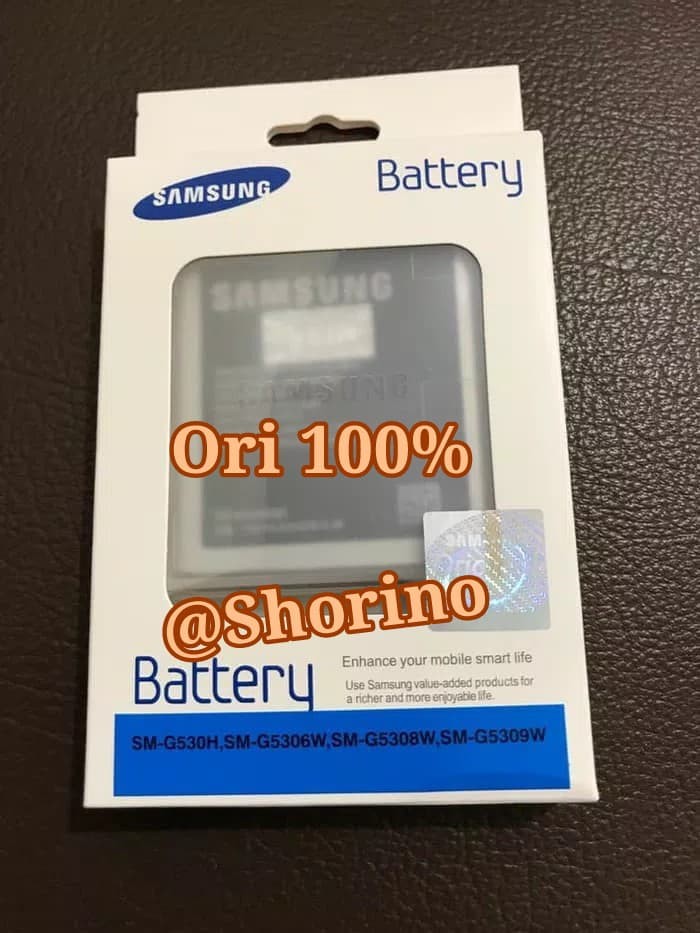 SAMSUNG
Battery
SAMSUNG
SAMSUNG
Ori 100%
SAM
@Shorino
Battery
Enhance your mobile smart life
Use Samsung value-added products for
a richer and more enjoyable life.
SM-G530H,SM-G5306W,SM-G5308W,SM-G5309W